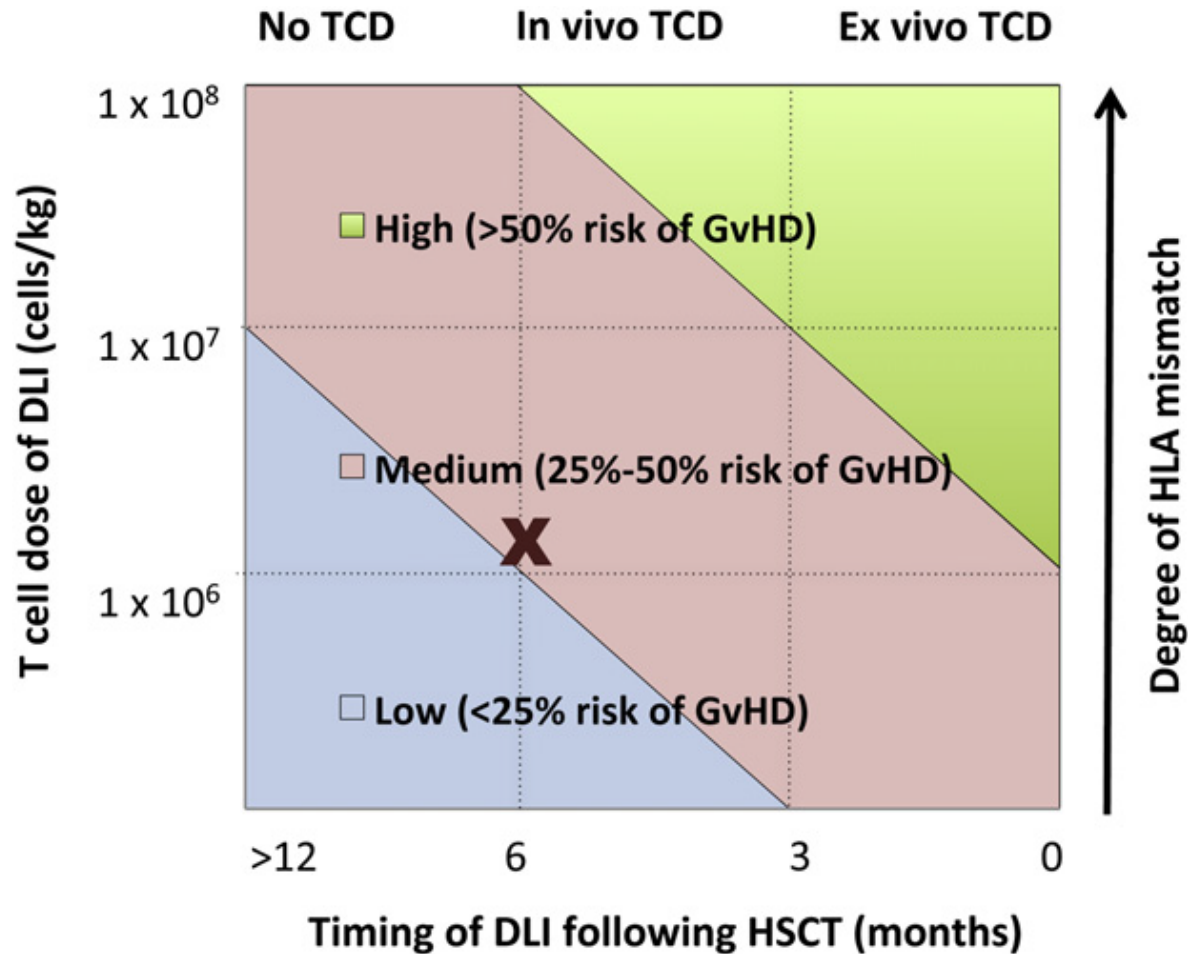 No TCD In vivo TCD Ex vivo TCD
1 x 10⁸
High (>50% risk of GvHD)
1 x 10⁷
Medium (25%-50% risk of GvHD)
X
1 x 10⁶
Low (<25% risk of GvHD)
>12 6 3 0
Timing of DLI following HSCT (months)
T cell dose of DLI (cells/kg)
Degree of HLA mismatch